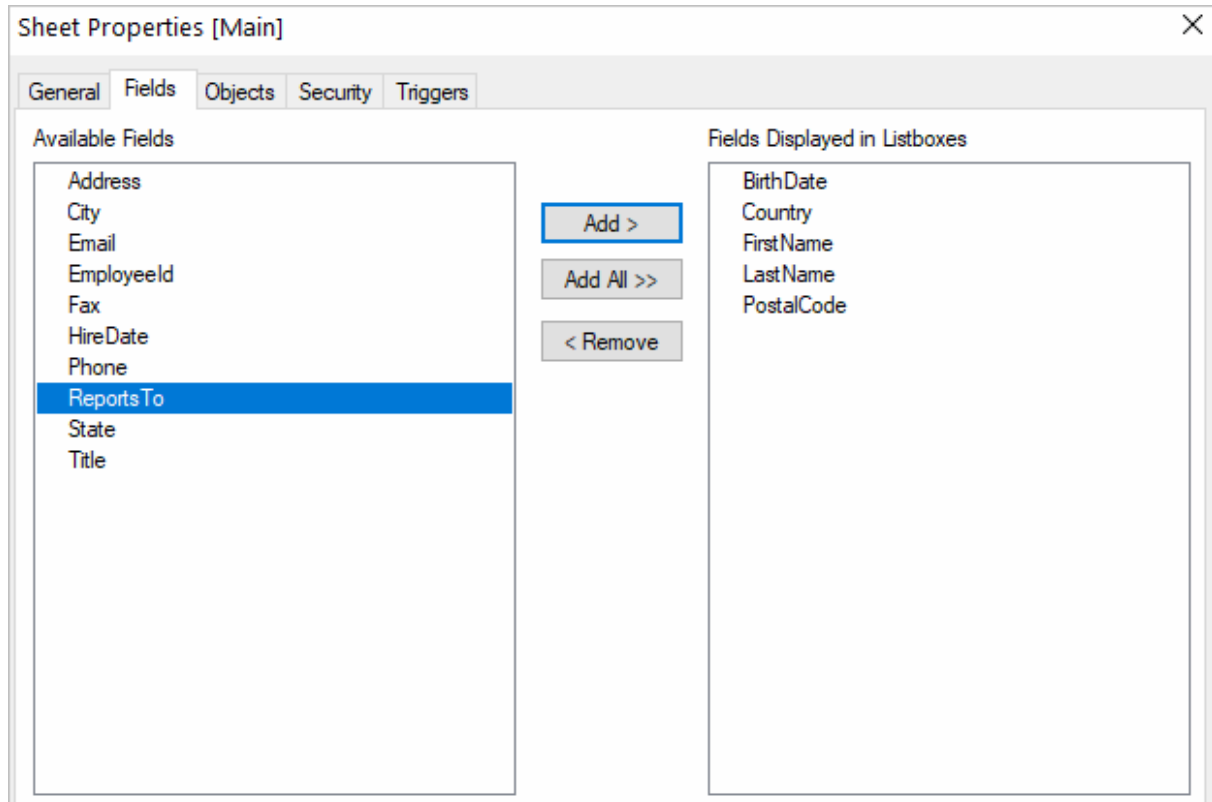 Sheet Properties [Main]
General Fields Objects Security Triggers
Available Fields
Address
City
Email
EmployeeId
Fax
HireDate
Phone
ReportsTo
State
Title
Add >
Add All >>
< Remove
Fields Displayed in Listboxes
BirthDate
Country
FirstName
LastName
PostalCode